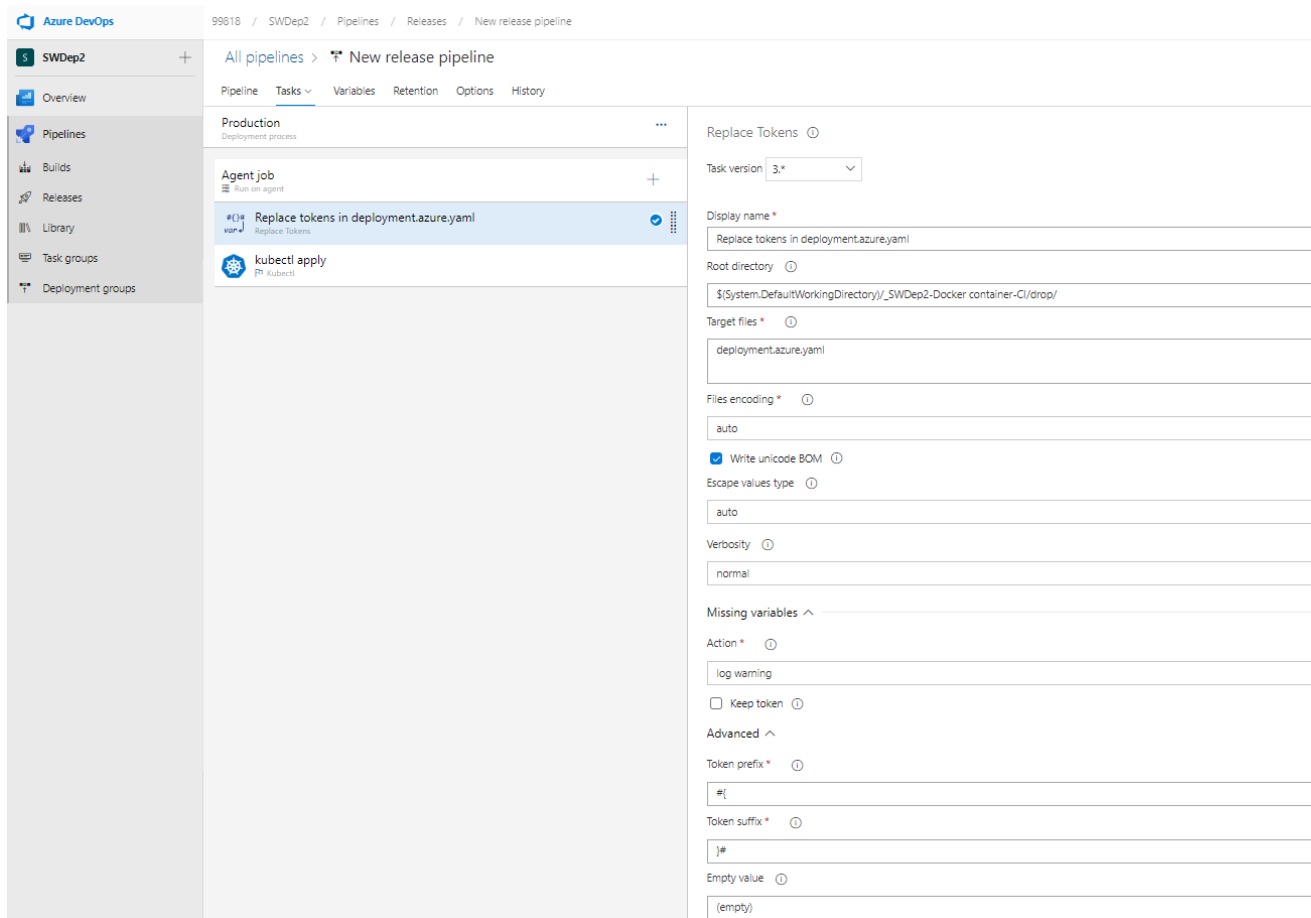 Azure DevOps
99818 / SWDep2 / Pipelines / Releases / New release pipeline
S SWDep2
All pipelines > New release pipeline
Pipeline Tasks Variables Retention Options History
Overview
Pipelines
Builds
Releases
Library
Task groups
Deployment groups
Production
Deployment process
Agent job
Run on agent
#{}#
var
Replace tokens in deployment.azure.yaml
Replace Tokens
kubectl apply
Kubectl
Replace Tokens
Task version 3.*
Display name *
Replace tokens in deployment.azure.yaml
Root directory
$(System.DefaultWorkingDirectory)/_SWDep2-Docker container-CI/drop/
Target files *
deployment.azure.yaml
Files encoding *
auto
Write unicode BOM
Escape values type
auto
Verbosity
normal
Missing variables
Action *
log warning
Keep token
Advanced
Token prefix *
#{
Token suffix *
}#
Empty value
(empty)